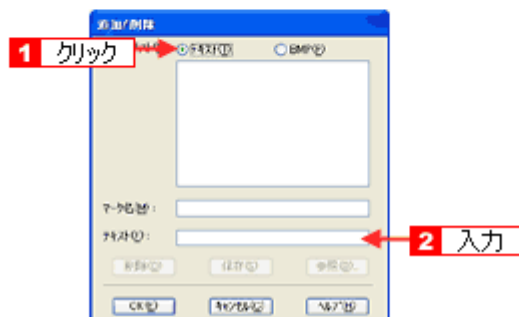 追加/削除
1 クリック
テキスト(T) BMP(P)
マーク名(M):
テキスト(X):
削除(D) 保存(S) 参照(O)...
OK(E) キャンセル(C) ヘルプ(H)
2 入力